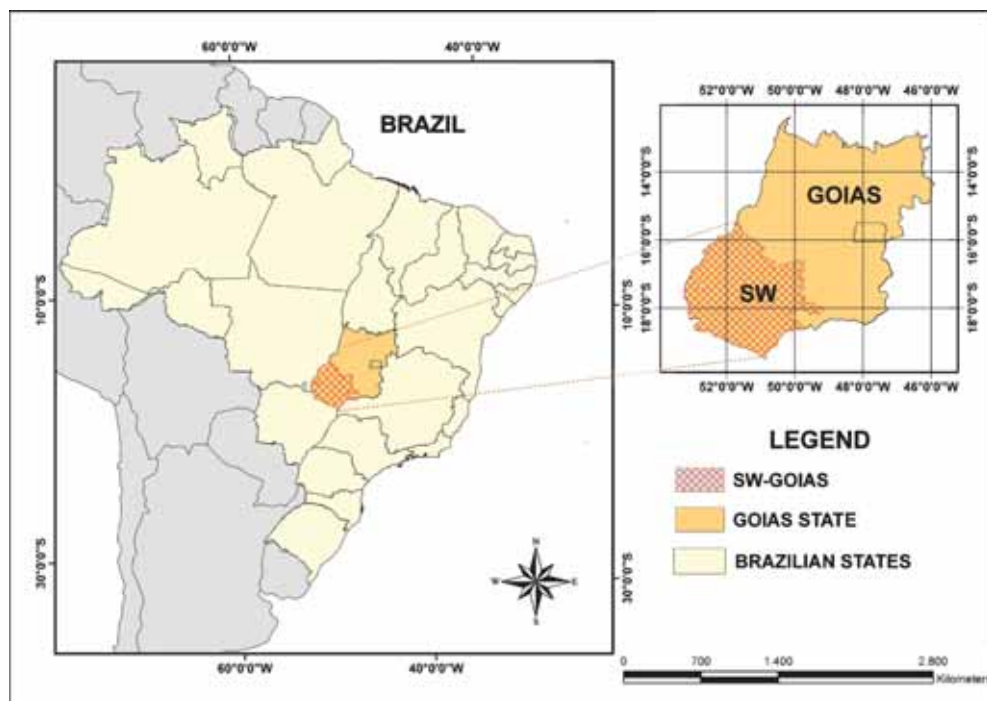 60°0'0"W 40°0'0"W
BRAZIL
10°0'0"S 10°0'0"S
30°0'0"S 30°0'0"S
N
W E
S
60°0'0"W 40°0'0"W
52°0'0"W 50°0'0"W 48°0'0"W 46°0'0"W
14°0'0"S 14°0'0"S
GOIAS
16°0'0"S 16°0'0"S
SW
18°0'0"S 18°0'0"S
52°0'0"W 50°0'0"W 48°0'0"W 46°0'0"W
LEGEND
SW-GOIAS
GOIAS STATE
BRAZILIAN STATES
0 700 1.400 2.800
Kilometers